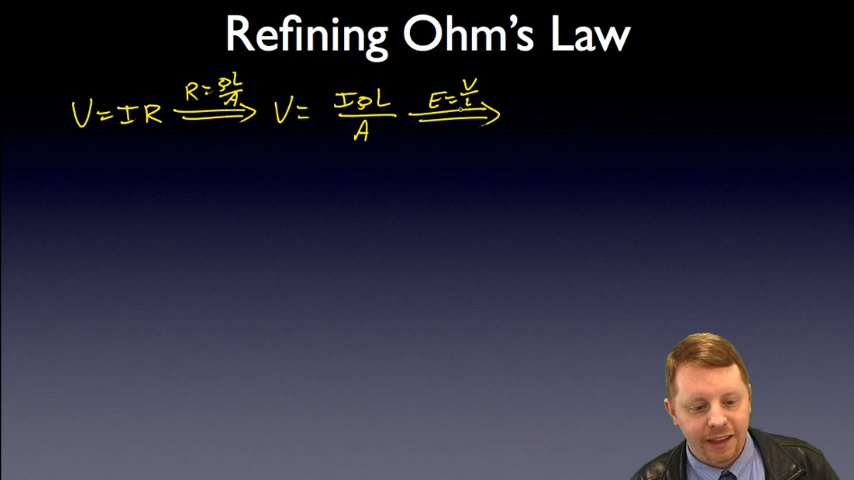 Refining Ohm's Law
V=IR R=ρL/A ⟹ V= IρL/A E=V/L ⟹